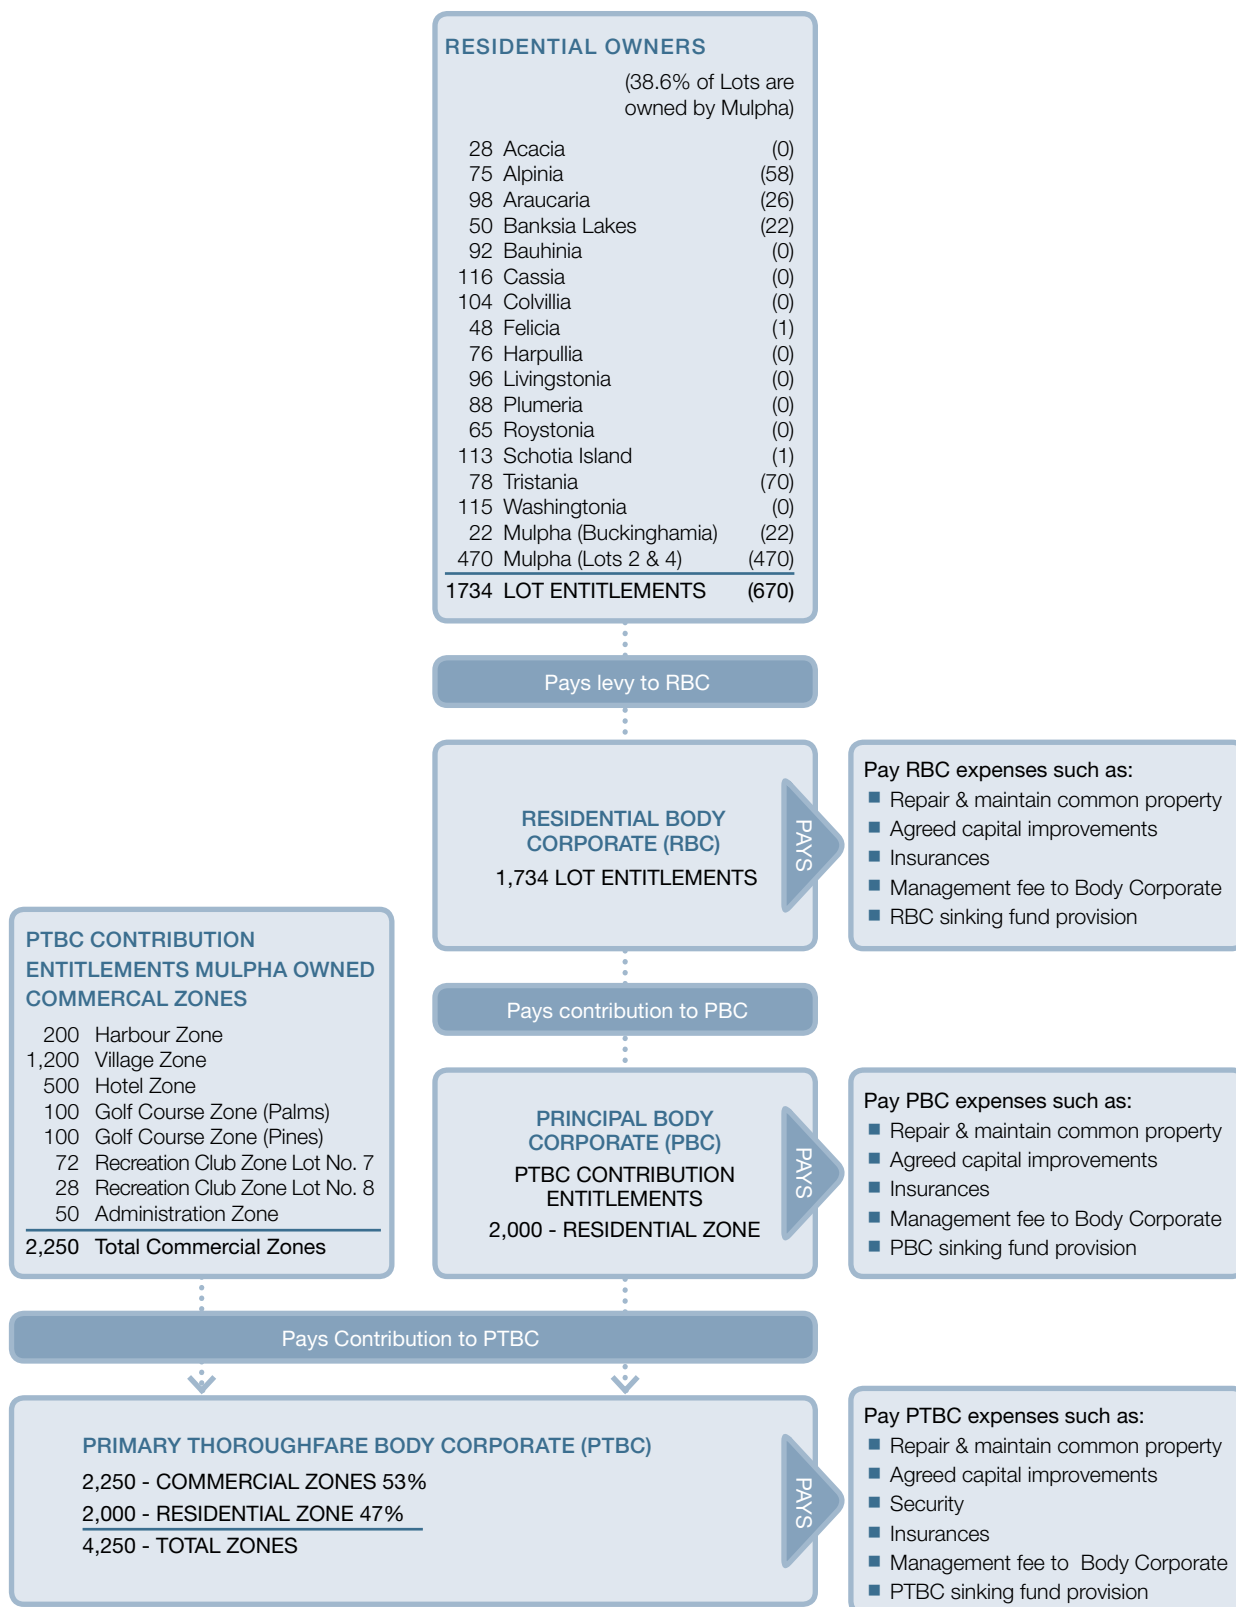 RESIDENTIAL OWNERS
(38.6% of Lots are
owned by Mulpha)
28 Acacia (0)
75 Alpinia (58)
98 Araucaria (26)
50 Banksia Lakes (22)
92 Bauhinia (0)
116 Cassia (0)
104 Colvillia (0)
48 Felicia (1)
76 Harpullia (0)
96 Livingstonia (0)
88 Plumeria (0)
65 Roystonia (0)
113 Schotia Island (1)
78 Tristania (70)
115 Washingtonia (0)
22 Mulpha (Buckinghamia) (22)
470 Mulpha (Lots 2 & 4) (470)
1734 LOT ENTITLEMENTS (670)
Pays levy to RBC
RESIDENTIAL BODY
CORPORATE (RBC)
1,734 LOT ENTITLEMENTS
PAYS
Pay RBC expenses such as:
■ Repair & maintain common property
■ Agreed capital improvements
■ Insurances
■ Management fee to Body Corporate
■ RBC sinking fund provision
Pays contribution to PBC
PTBC CONTRIBUTION
ENTITLEMENTS MULPHA OWNED
COMMERCAL ZONES
200 Harbour Zone
1,200 Village Zone
500 Hotel Zone
100 Golf Course Zone (Palms)
100 Golf Course Zone (Pines)
72 Recreation Club Zone Lot No. 7
28 Recreation Club Zone Lot No. 8
50 Administration Zone
2,250 Total Commercial Zones
PRINCIPAL BODY
CORPORATE (PBC)
PTBC CONTRIBUTION
ENTITLEMENTS
2,000 - RESIDENTIAL ZONE
PAYS
Pay PBC expenses such as:
■ Repair & maintain common property
■ Agreed capital improvements
■ Insurances
■ Management fee to Body Corporate
■ PBC sinking fund provision
Pays Contribution to PTBC
PRIMARY THOROUGHFARE BODY CORPORATE (PTBC)
2,250 - COMMERCIAL ZONES 53%
2,000 - RESIDENTIAL ZONE 47%
4,250 - TOTAL ZONES
PAYS
Pay PTBC expenses such as:
■ Repair & maintain common property
■ Agreed capital improvements
■ Security
■ Insurances
■ Management fee to  Body Corporate
■ PTBC sinking fund provision